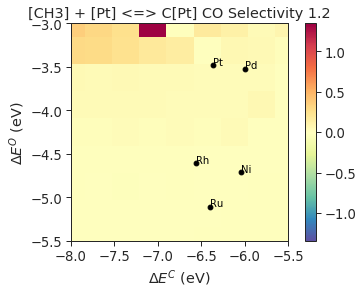 [CH3] + [Pt] <=> C[Pt] CO Selectivity 1.2
−3.0
−3.5
−4.0
−4.5
−5.0
−5.5
ΔE^O (eV)
Pt
Pd
Rh
Ni
Ru
−8.0 −7.5 −7.0 −6.5 −6.0 −5.5
ΔE^C (eV)
1.0
0.5
0.0
−0.5
−1.0